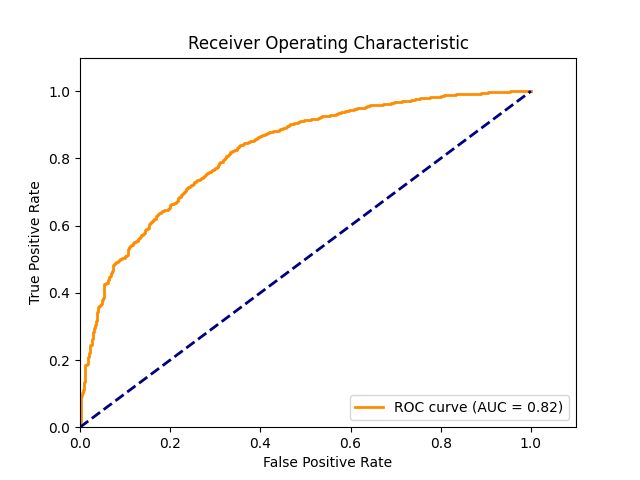 Receiver Operating Characteristic
True Positive Rate
1.0
0.8
0.6
0.4
0.2
0.0
0.0 0.2 0.4 0.6 0.8 1.0
False Positive Rate
ROC curve (AUC = 0.82)